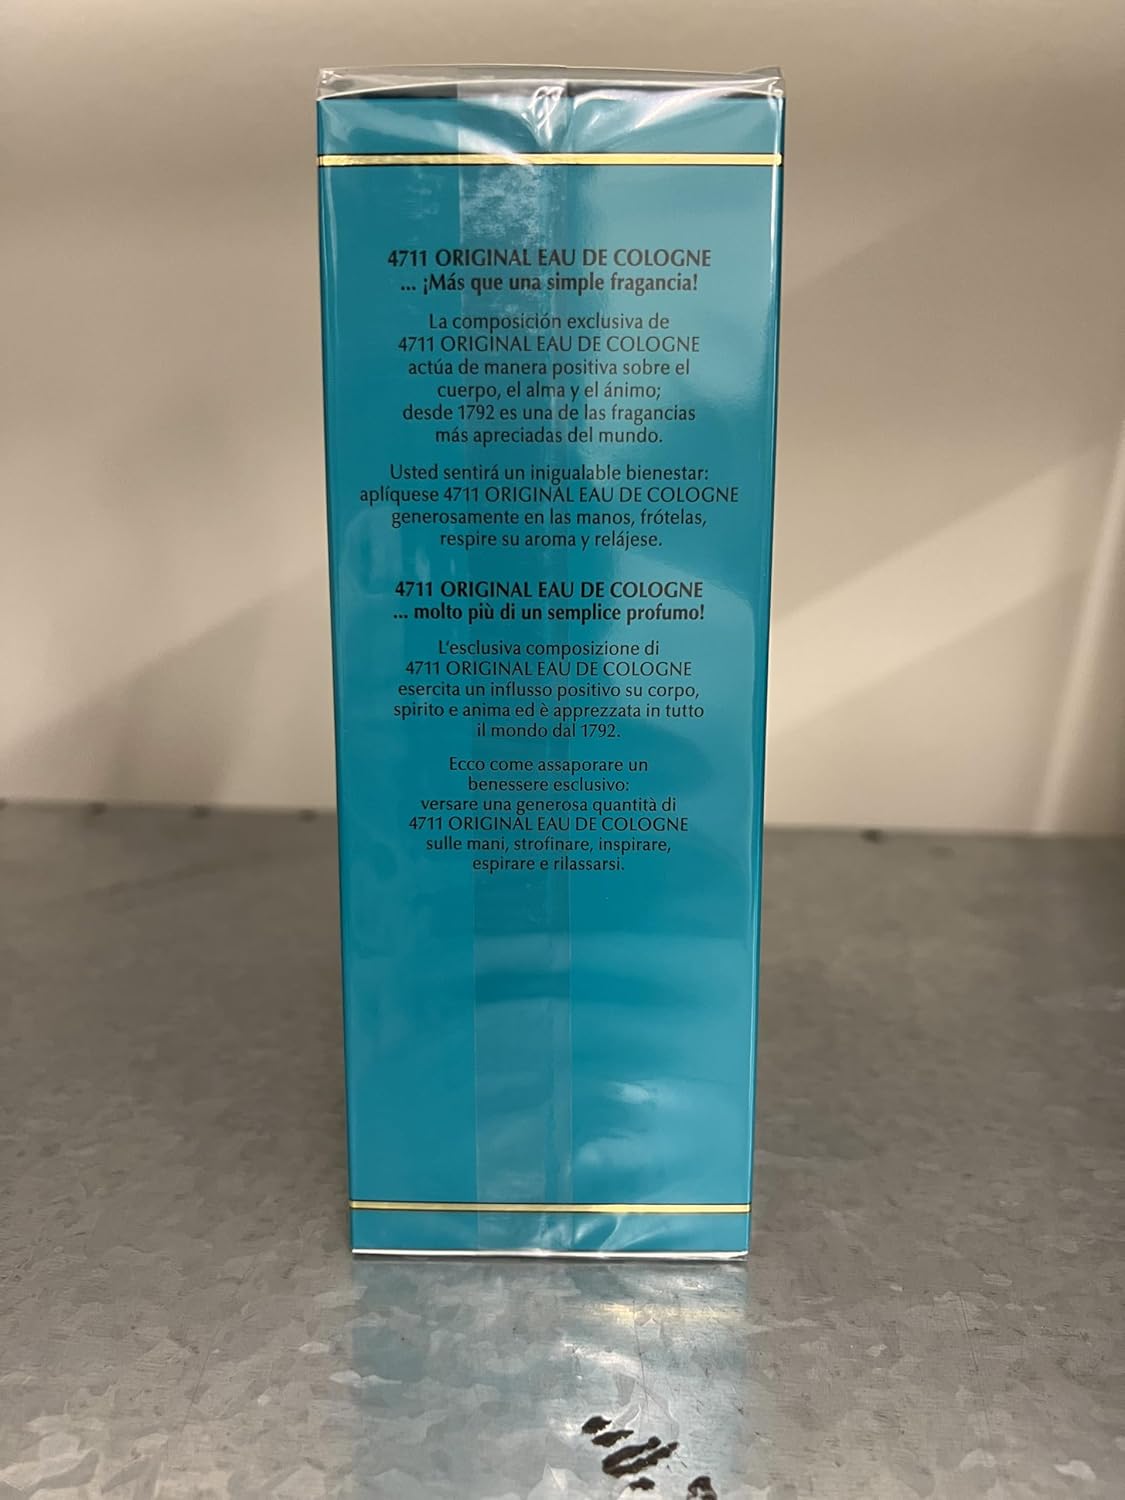 4711 ORIGINAL EAU DE COLOGNE
... ¡Más que una simple fragancia!
La composición exclusiva de
4711 ORIGINAL EAU DE COLOGNE
actúa de manera positiva sobre el
cuerpo, el alma y el ánimo;
desde 1792 es una de las fragancias
más apreciadas del mundo.
Usted sentirá un inigualable bienestar:
aplíquese 4711 ORIGINAL EAU DE COLOGNE
generosamente en las manos, frótelas,
respire su aroma y relájese.
4711 ORIGINAL EAU DE COLOGNE
... molto più di un semplice profumo!
L'esclusiva composizione di
4711 ORIGINAL EAU DE COLOGNE
esercita un influsso positivo su corpo,
spirito e anima ed è apprezzata in tutto
il mondo dal 1792.
Ecco come assaporare un
benessere esclusivo:
versare una generosa quantità di
4711 ORIGINAL EAU DE COLOGNE
sulle mani, strofinare, inspirare,
espirare e rilassarsi.